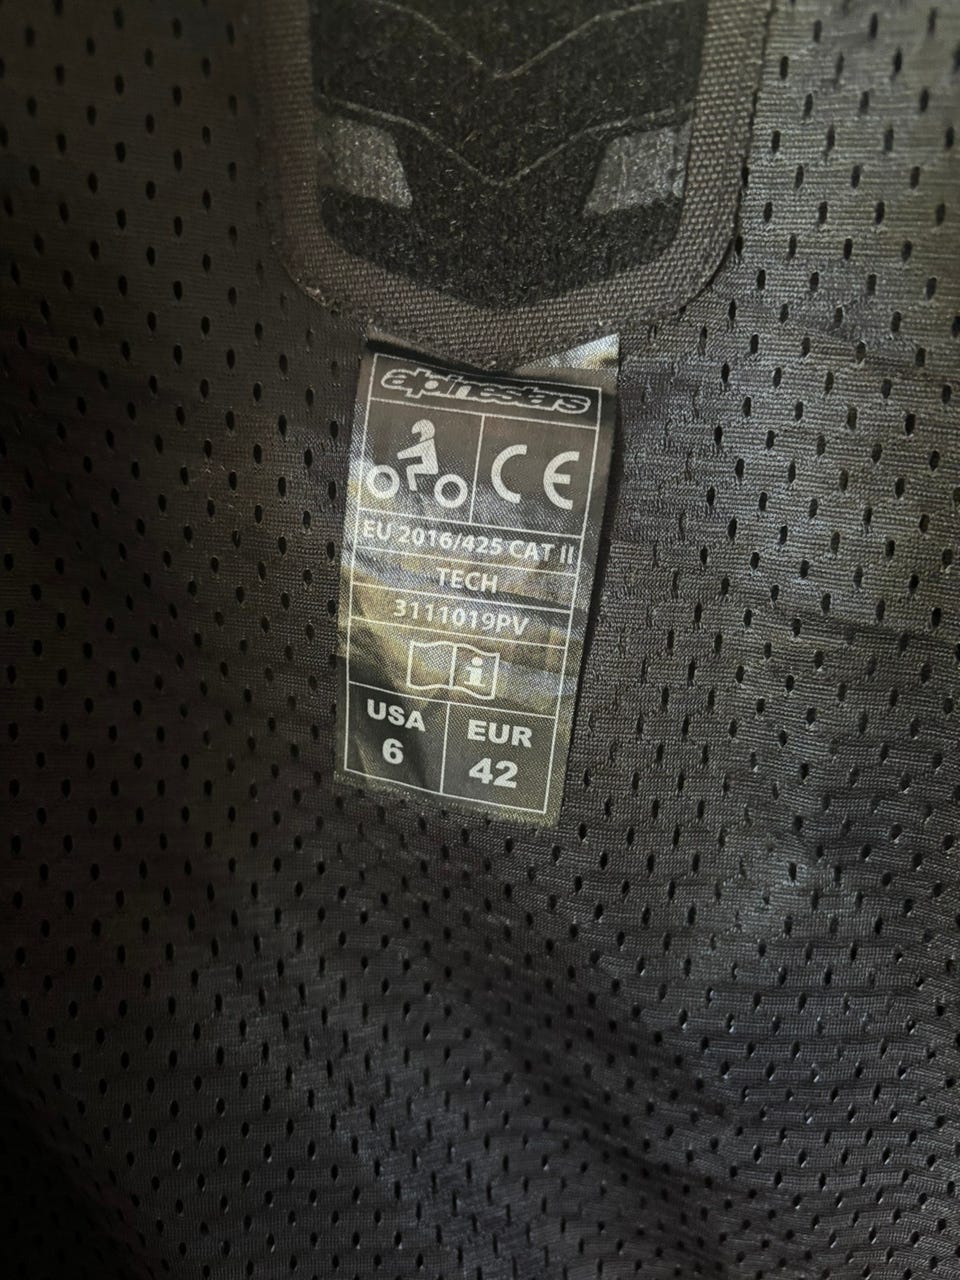 alpinestars
CE
EU 2016/425 CAT II
TECH
3111019PV
i
USA EUR
6 42